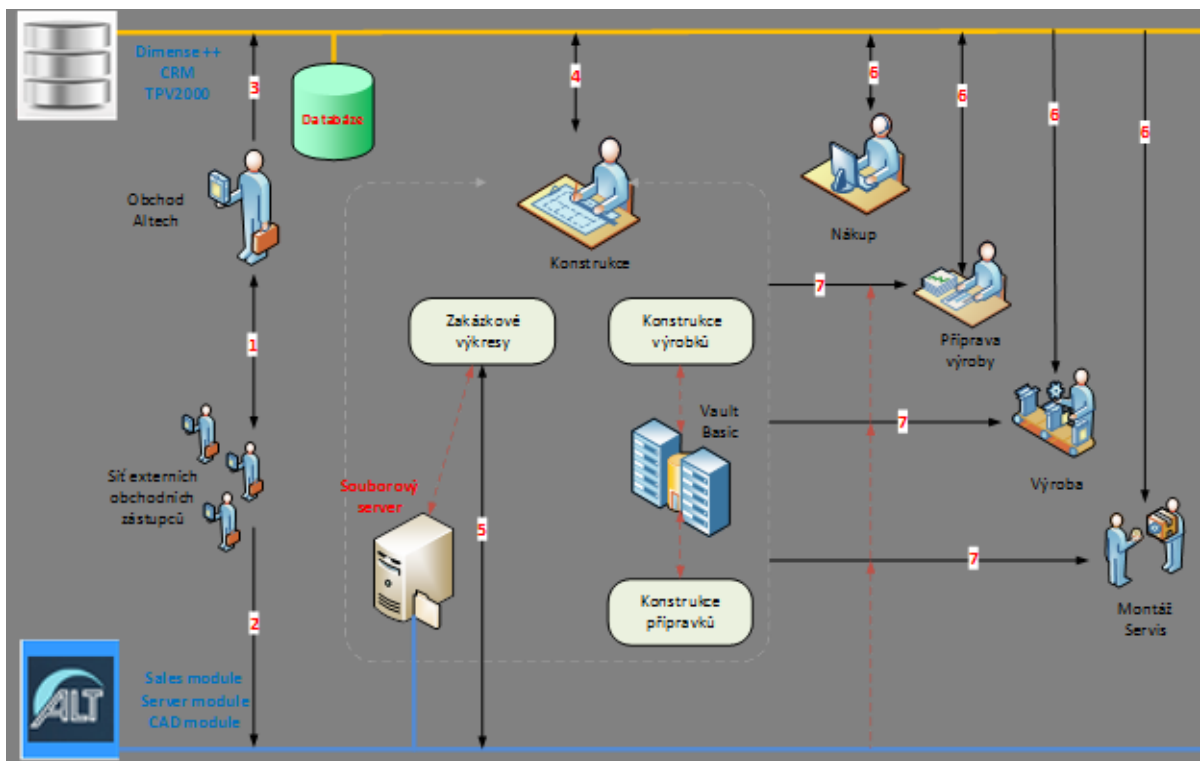 Dimense ++
CRM
TPV2000
Databáze
3
4
6
6
6
6
Obchod
Altech
Konstrukce
Nákup
7
Příprava
výroby
Zakázkové
výkresy
Konstrukce
výrobků
1
Vault
Basic
7
Výroba
Síť externích
obchodních
zástupců
Souborový
server
5
7
Konstrukce
přípravků
Montáž
Servis
2
Sales module
Server module
CAD module
ALT